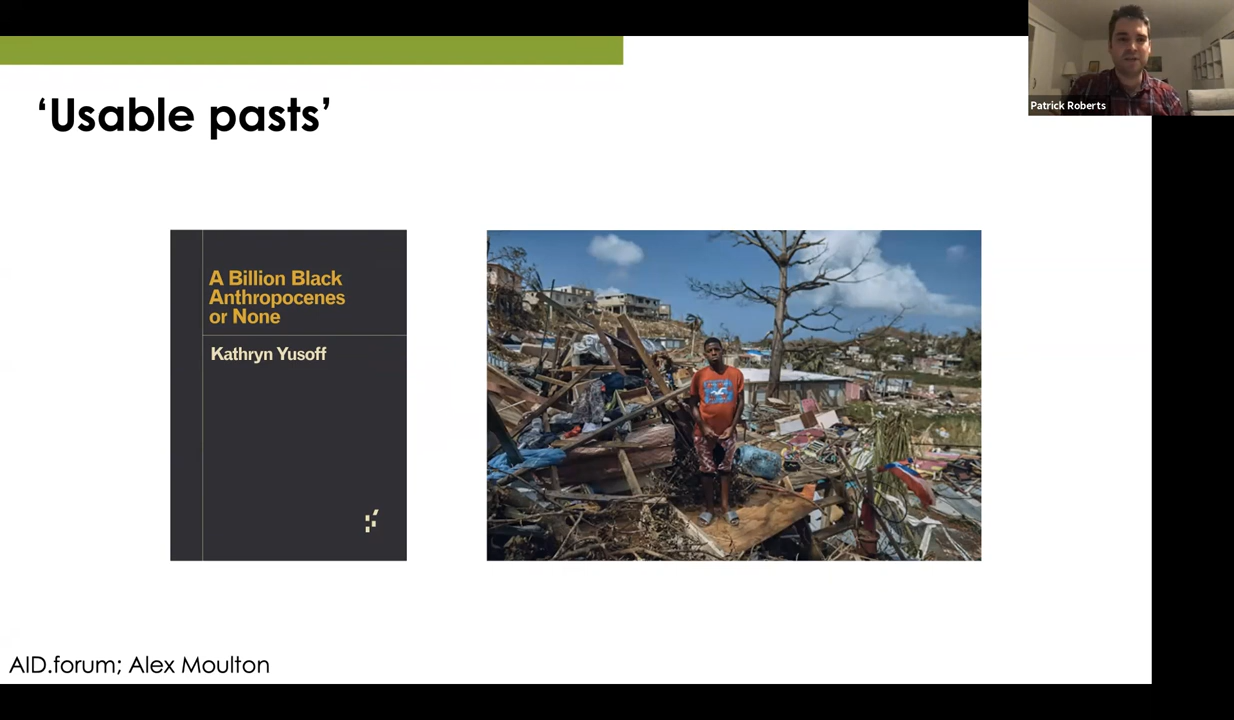 ‘Usable pasts’
Patrick Roberts
A Billion Black
Anthropocenes
or None
Kathryn Yusoff
AID.forum; Alex Moulton